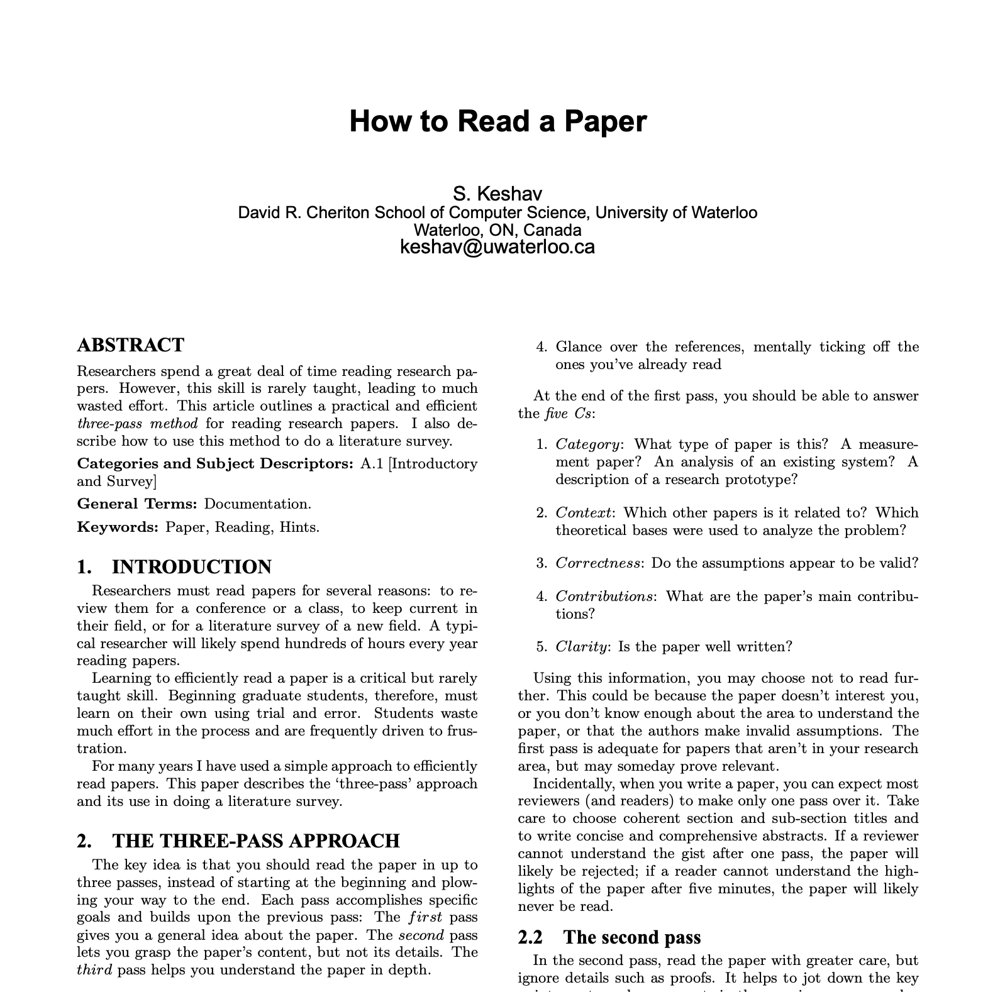 How to Read a Paper
S. Keshav
David R. Cheriton School of Computer Science, University of Waterloo
Waterloo, ON, Canada
keshav@uwaterloo.ca
ABSTRACT
Researchers spend a great deal of time reading research pa-
pers. However, this skill is rarely taught, leading to much
wasted effort. This article outlines a practical and efficient
three-pass method for reading research papers. I also de-
scribe how to use this method to do a literature survey.
Categories and Subject Descriptors: A.1 [Introductory
and Survey]
General Terms: Documentation.
Keywords: Paper, Reading, Hints.
1. INTRODUCTION
Researchers must read papers for several reasons: to re-
view them for a conference or a class, to keep current in
their field, or for a literature survey of a new field. A typi-
cal researcher will likely spend hundreds of hours every year
reading papers.
Learning to efficiently read a paper is a critical but rarely
taught skill. Beginning graduate students, therefore, must
learn on their own using trial and error. Students waste
much effort in the process and are frequently driven to frus-
tration.
For many years I have used a simple approach to efficiently
read papers. This paper describes the ‘three-pass’ approach
and its use in doing a literature survey.
2. THE THREE-PASS APPROACH
The key idea is that you should read the paper in up to
three passes, instead of starting at the beginning and plow-
ing your way to the end. Each pass accomplishes specific
goals and builds upon the previous pass: The first pass
gives you a general idea about the paper. The second pass
lets you grasp the paper’s content, but not its details. The
third pass helps you understand the paper in depth.
4. Glance over the references, mentally ticking off the
ones you’ve already read
At the end of the first pass, you should be able to answer
the five Cs:
1. Category: What type of paper is this? A measure-
ment paper? An analysis of an existing system? A
description of a research prototype?
2. Context: Which other papers is it related to? Which
theoretical bases were used to analyze the problem?
3. Correctness: Do the assumptions appear to be valid?
4. Contributions: What are the paper’s main contribu-
tions?
5. Clarity: Is the paper well written?
Using this information, you may choose not to read fur-
ther. This could be because the paper doesn’t interest you,
or you don’t know enough about the area to understand the
paper, or that the authors make invalid assumptions. The
first pass is adequate for papers that aren’t in your research
area, but may someday prove relevant.
Incidentally, when you write a paper, you can expect most
reviewers (and readers) to make only one pass over it. Take
care to choose coherent section and sub-section titles and
to write concise and comprehensive abstracts. If a reviewer
cannot understand the gist after one pass, the paper will
likely be rejected; if a reader cannot understand the high-
lights of the paper after five minutes, the paper will likely
never be read.
2.2 The second pass
In the second pass, read the paper with greater care, but
ignore details such as proofs. It helps to jot down the key